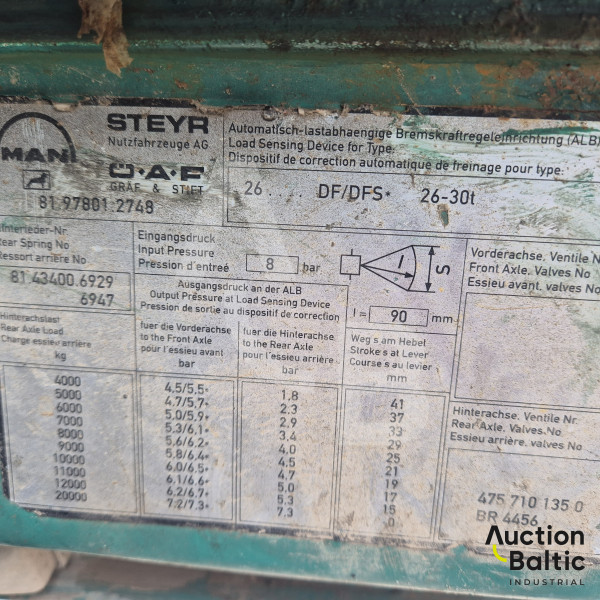 MAN
STEYR
Nutzfahrzeuge AG
Ö·A·F
GRÄF & STIFT
81.97801.2748
Automatisch-lastabhaengige Bremskraftregeleinrichtung (ALB)
Load Sensing Device for Type.
Dispositif de correction automatique de freinage pour type.
26..... DF/DFS* 26-30t
Rear Spring No
Ressort arrière No
81.43400.6929
6947
Eingangsdruck
Input Pressure
Pression d'entreé
8 bar
Ausgangsdruck an der ALB
Output Pressure at Load Sensing Device
Pression de sortie au dispositif de correction
l S
l = 90 mm
Vorderachse. Ventile N
Front Axle. Valves No
Essieu avant. valves No
Hinterachslast
Rear Axle Load
Charge essieu arrière
kg
fuer die Vorderachse
to the Front Axle
pour l'essieu avant
bar
fuer die Hinterachse
to the Rear Axle
pour l'essieu arrière
bar
Weg s am Hebel
Stroke s at Lever
Course s au levier
mm
4000 4,5/5,5* 1,8 41
5000 4,7/5,7* 2,3 37
6000 5,0/5,9* 2,9 33
7000 5,3/6,1* 3,4 29
8000 5,6/6,2* 4,0 25
9000 5,8/6,4* 4,5 21
10000 6,0/6,5* 4,7 19
11000 6,1/6,6* 5,0 17
12000 6,2/6,7* 5,3 15
20000 7,2/7,3* 7,3 0
Hinterachse. Ventile Nr.
Rear Axle. Valves No
Essieu arrière. valves No
475 710 135 0
BR 4456
Auction
Baltic
INDUSTRIAL